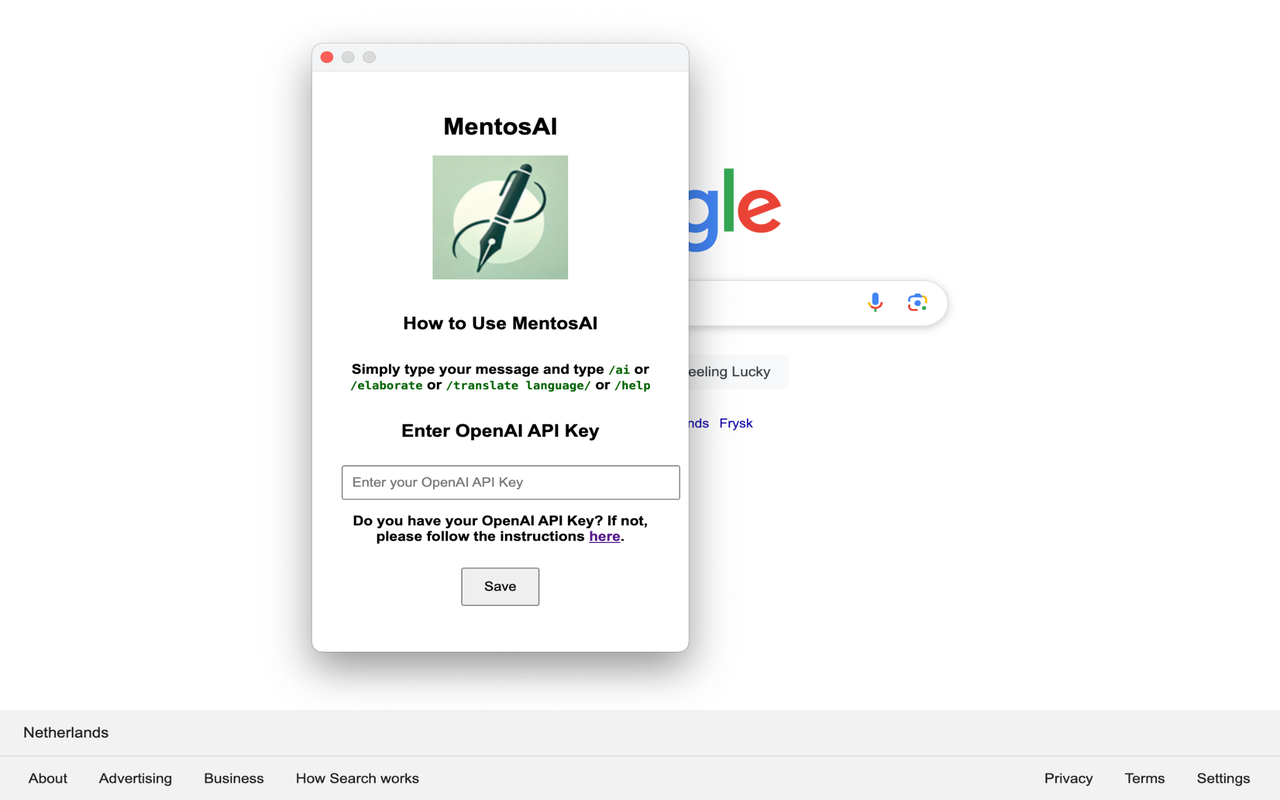 MentosAI
gle
How to Use MentosAI
Simply type your message and type /ai or
/elaborate or /translate language/ or /help
eeling Lucky
Enter OpenAI API Key
nds Frysk
Enter your OpenAI API Key
Do you have your OpenAI API Key? If not,
please follow the instructions here.
Save
Netherlands
About Advertising Business How Search works Privacy Terms Settings